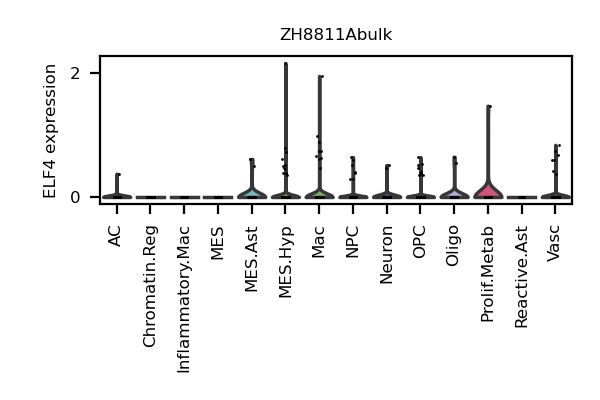 ZH8811Abulk
ELF4 expression
2
0
AC
Chromatin.Reg
Inflammatory.Mac
MES
MES.Ast
MES.Hyp
Mac
NPC
Neuron
OPC
Oligo
Prolif.Metab
Reactive.Ast
Vasc